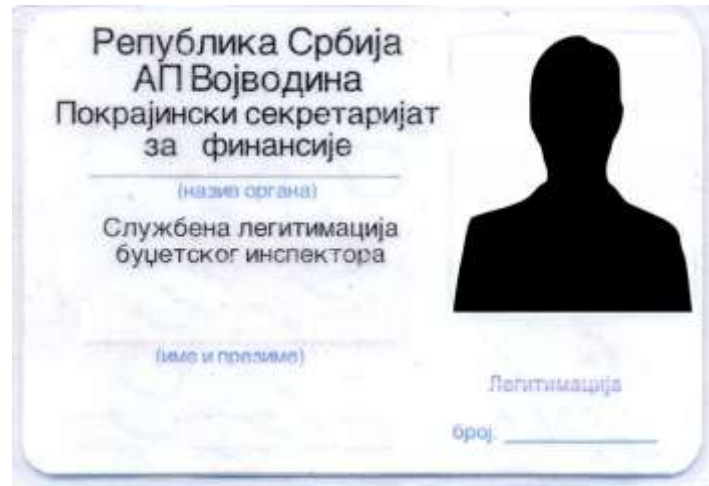 Република Србија
АП Војводина
Покрајински секретаријат
за финансије
(назив органа)
Службена легитимација
буџетског инспектора
(име и презиме)
Легитимација
број.